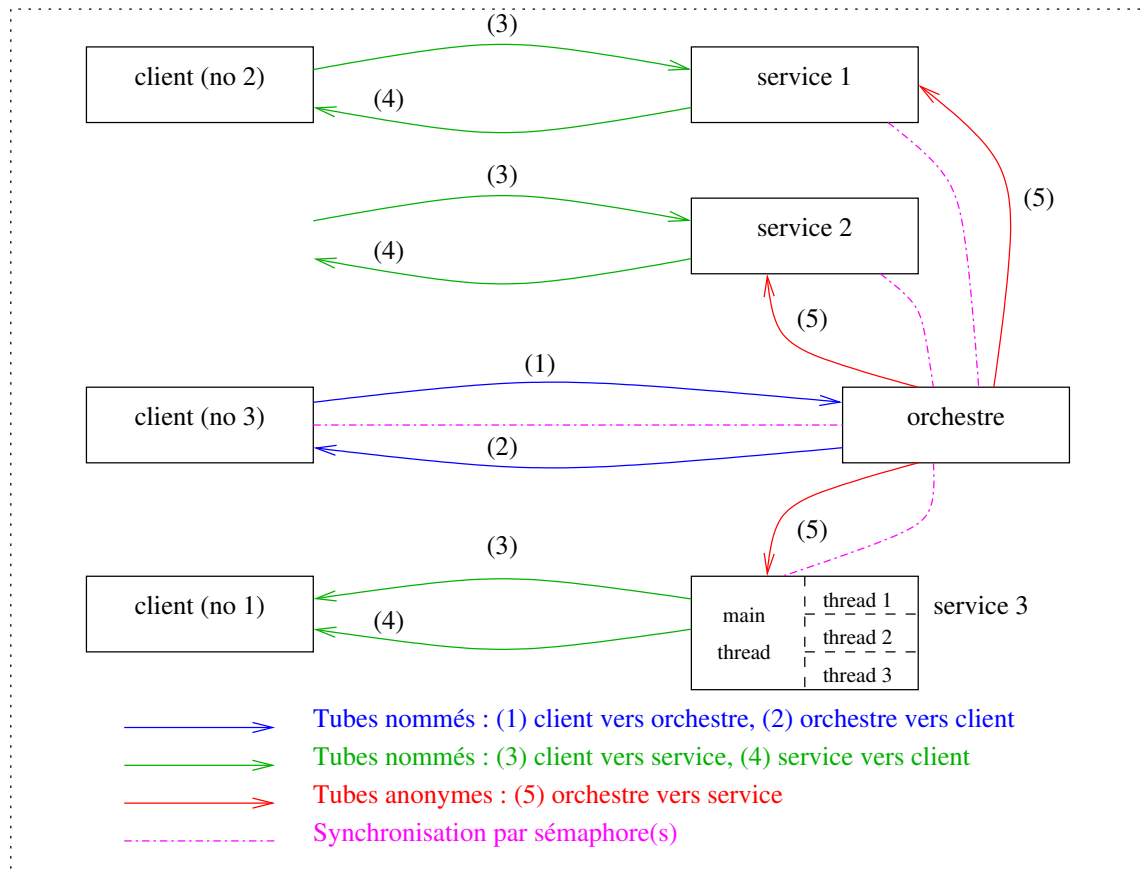 (3)
client (no 2)
service 1
(4)
(3)
(5)
service 2
(4)
(5)
(1)
client (no 3)
orchestre
(2)
(5)
(3)
client (no 1)
(4)
main
thread
thread 1
thread 2
thread 3
service 3
Tubes nommés : (1) client vers orchestre, (2) orchestre vers client
Tubes nommés : (3) client vers service, (4) service vers client
Tubes anonymes : (5) orchestre vers service
Synchronisation par sémaphore(s)